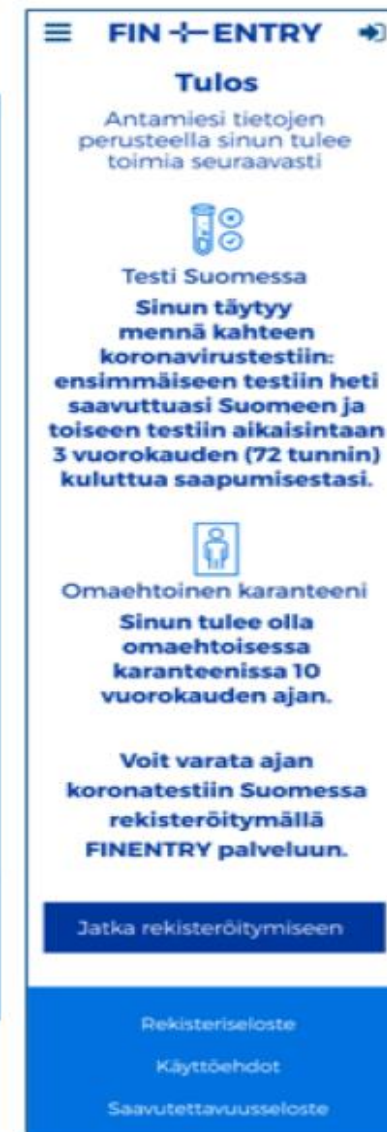 FIN ENTRY
Tulos
Antamiesi tietojen
perusteella sinun tulee
toimia seuraavasti
Testi Suomessa
Sinun täytyy
mennä kahteen
koronavirustestiin:
ensimmäiseen testiin heti
saavuttuasi Suomeen ja
toiseen testiin aikaisintaan
3 vuorokauden (72 tunnin)
kuluttua saapumisestasi.
Omaehtoinen karanteeni
Sinun tulee olla
omaehtoisessa
karanteenissa 10
vuorokauden ajan.
Voit varata ajan
koronatestiin Suomessa
rekisteröitymällä
FINENTRY palveluun.
Jatka rekisteröitymiseen
Rekisteriseloste
Käyttöehdot
Saavutettavuusseloste